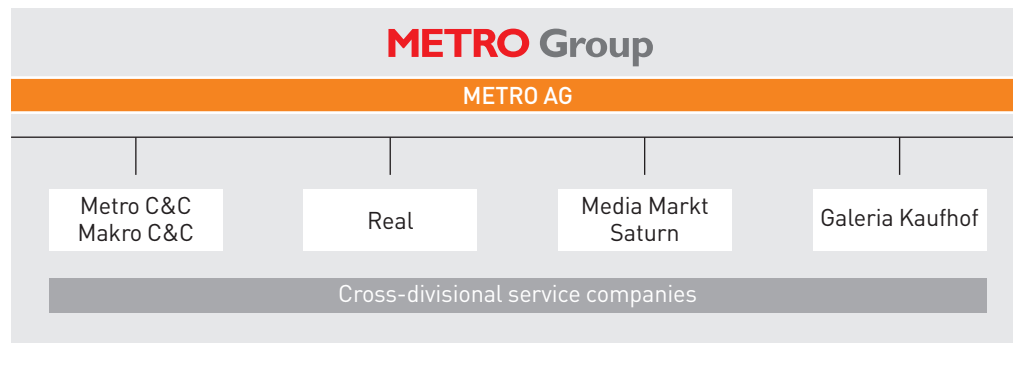 METRO Group
METRO AG
Metro C&C
Makro C&C
Real
Media Markt
Saturn
Galeria Kaufhof
Cross-divisional service companies